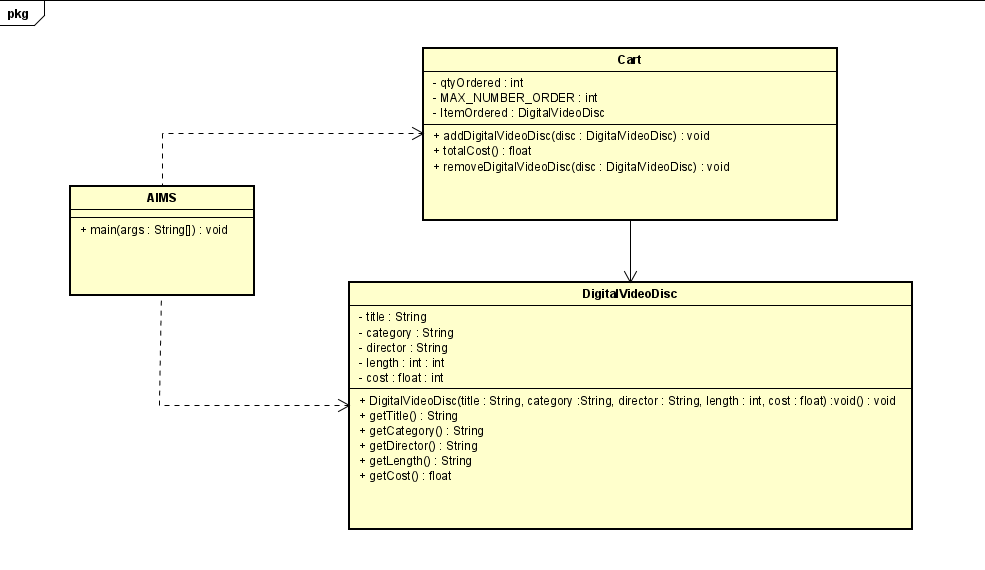 pkg
Cart
- qtyOrdered : int
- MAX_NUMBER_ORDER : int
- ItemOrdered : DigitalVideoDisc
+ addDigitalVideoDisc(disc : DigitalVideoDisc) : void
+ totalCost() : float
+ removeDigitalVideoDisc(disc : DigitalVideoDisc) : void
AIMS
+ main(args : String[]) : void
DigitalVideoDisc
- title : String
- category : String
- director : String
- length : int : int
- cost : float : int
+ DigitalVideoDisc(title : String, category :String, director : String, length : int, cost : float) :void() : void
+ getTitle() : String
+ getCategory() : String
+ getDirector() : String
+ getLength() : String
+ getCost() : float